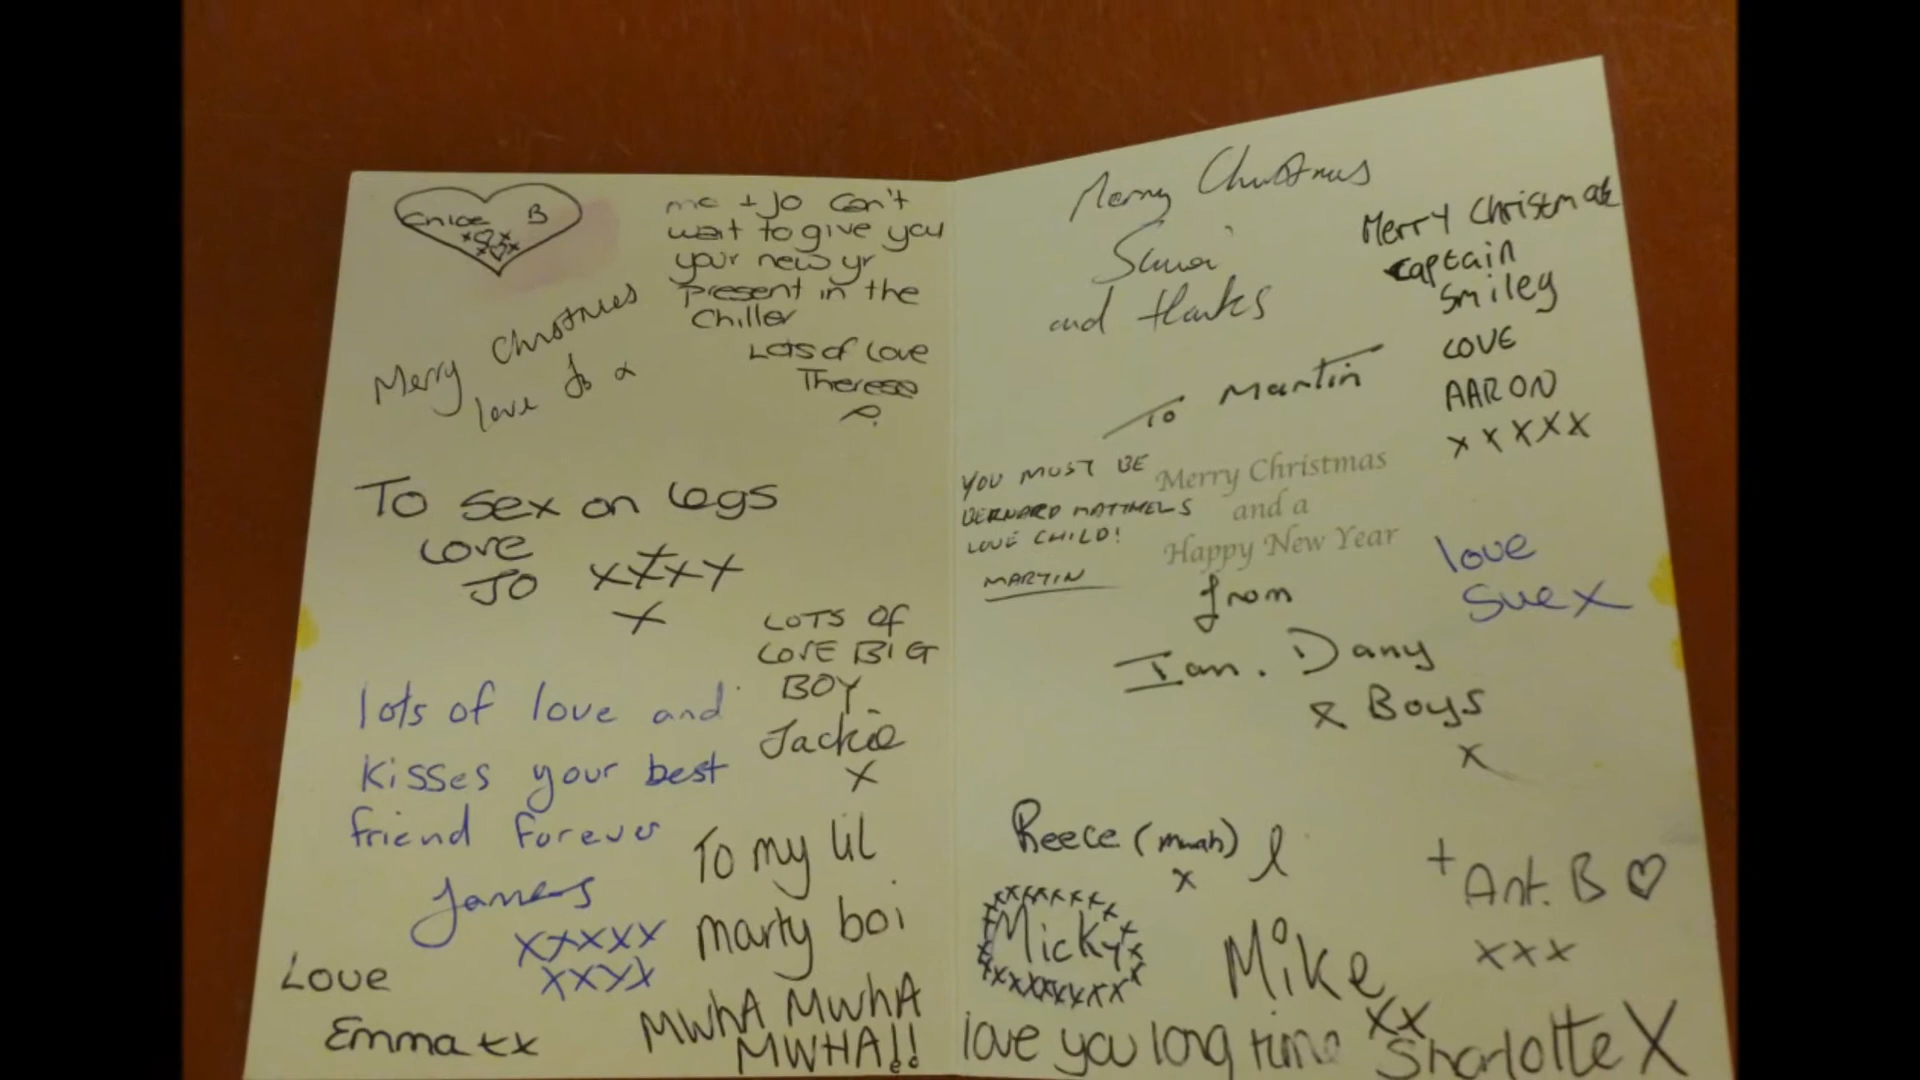 Chloe B
me + Jo can't
wait to give you
your new yr
present in the
Chiller
Lots of Love
Therese
Merry Christmas
love Jo x
To Sex on Legs
Love
JO xxxx
x
LOTS OF
LOVE BIG
BOY.
Jackie
x
lots of love and
kisses your best
friend forever
James
xxxxx
xxxx
To my lil
marty boi
MWhA MWhA
MWHA!!
Love
Emma xx
Merry Christmas
and thanks
Merry Christmas
Captain
Smiley
LOVE
AARON
xxxxx
To Martin
YOU MUST BE
BERNARD MATTHEWS
LOVE CHILD!
MARTIN
Merry Christmas
and a
Happy New Year
from
Ian. Dany
& Boys
x
love
Sue x
Reece (mwah)
x
+ Ant. B
xxx
Micky
Mike
xx
love you long time Sharlotte X